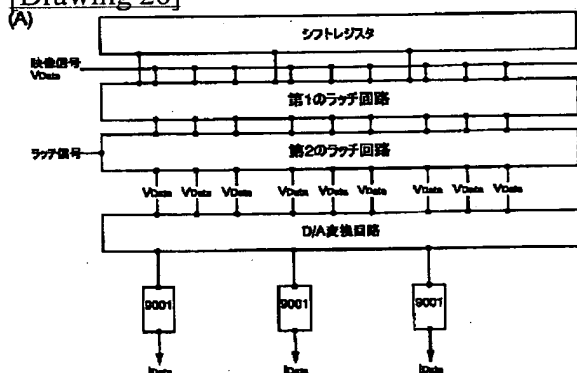 [Drawing 26]
(A)
シフトレジスタ
映像信号
VData
第1のラッチ回路
ラッチ信号
第2のラッチ回路
VData VData VData VData VData VData VData VData VData
D/A変換回路
9001 9001 9001
IData IData IData